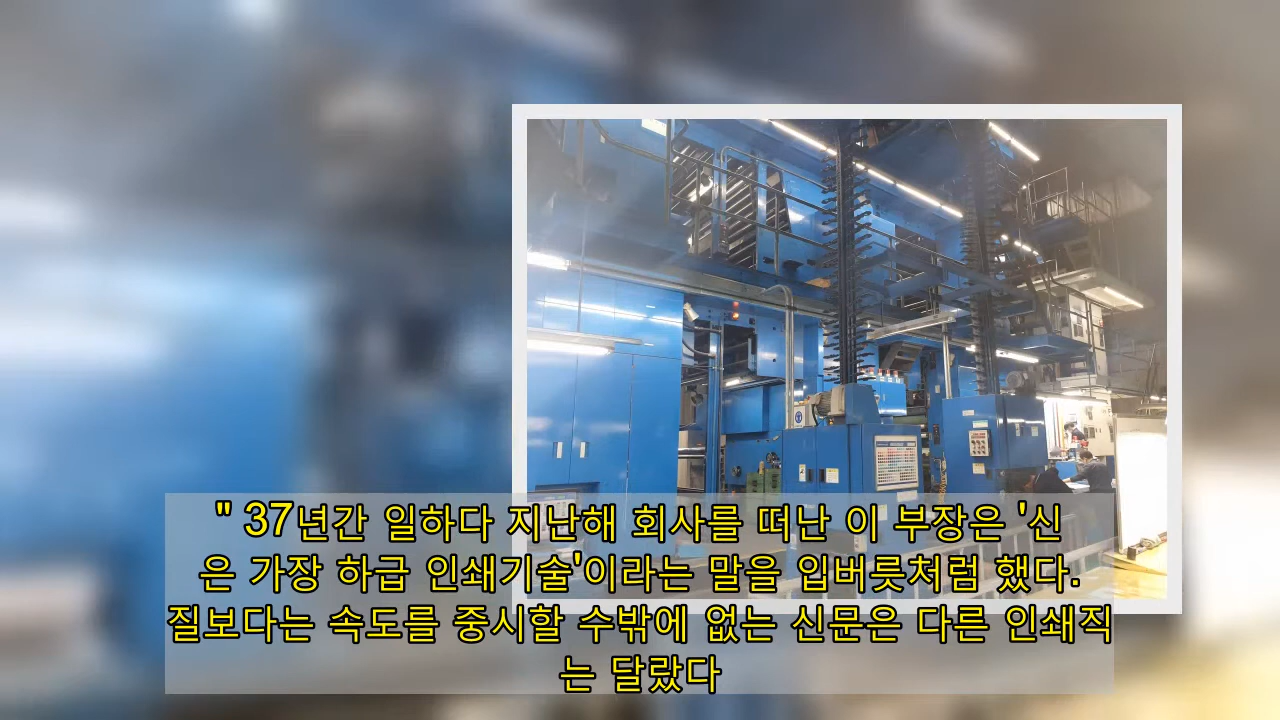 " 37년간 일하다 지난해 회사를 떠난 이 부장은 '신
은 가장 하급 인쇄기술'이라는 말을 입버릇처럼 했다.
질보다는 속도를 중시할 수밖에 없는 신문은 다른 인쇄직
는 달랐다